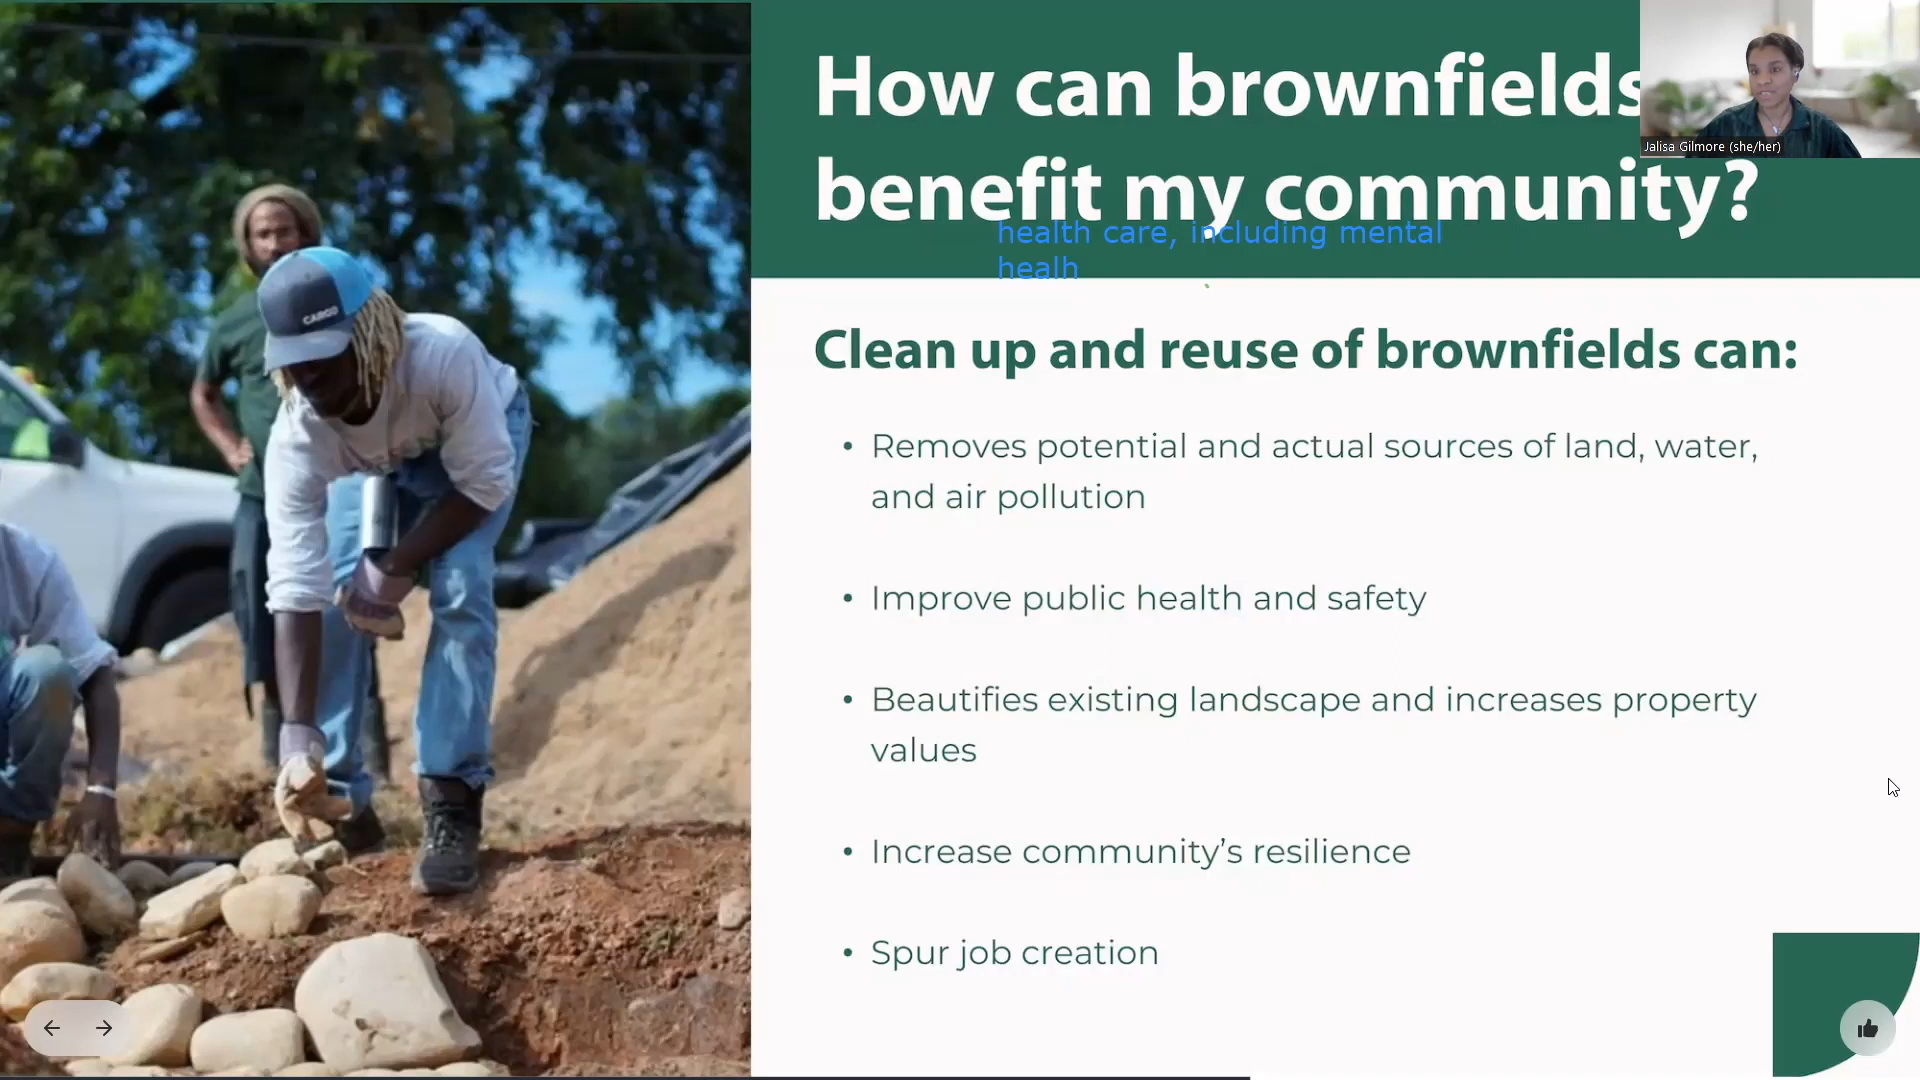 How can brownfields
benefit my community?
Jalisa Gilmore (she/her)
health care, including mental
healh
Clean up and reuse of brownfields can:
• Removes potential and actual sources of land, water,
and air pollution
• Improve public health and safety
• Beautifies existing landscape and increases property
values
• Increase community’s resilience
• Spur job creation
CARGO